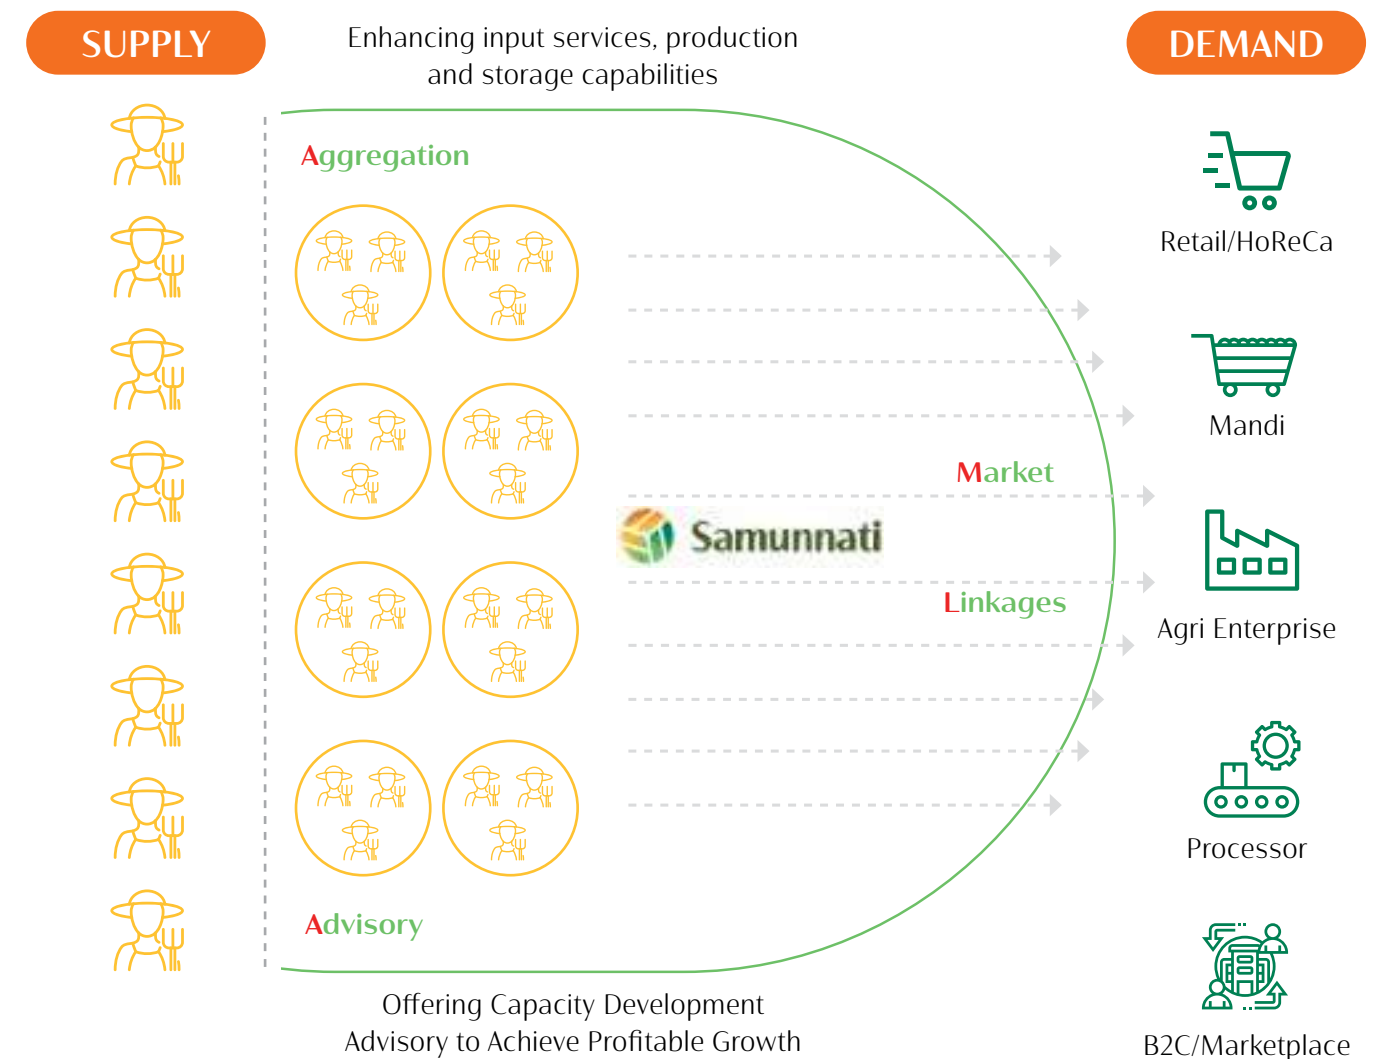 SUPPLY
Enhancing input services, production
and storage capabilities
DEMAND
Aggregation
Retail/HoReCa
Mandi
Market
Samunnati
Linkages
Agri Enterprise
Processor
Advisory
Offering Capacity Development
Advisory to Achieve Profitable Growth
B2C/Marketplace